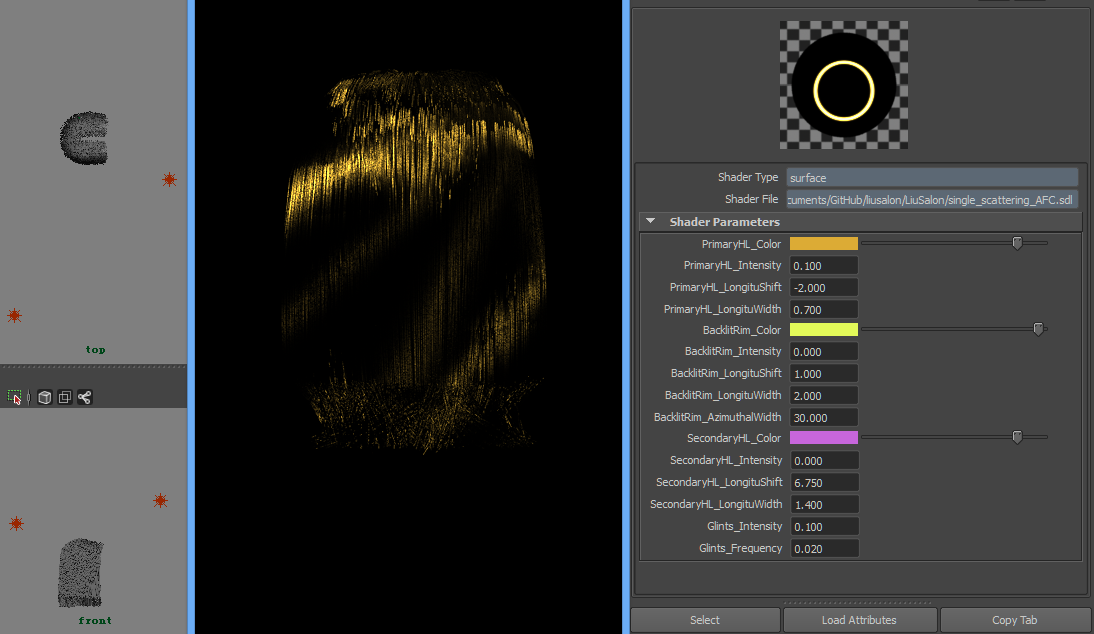 top
front
Shader Type surface
Shader File cuments/GitHub/liusalon/LiuSalon/single_scattering_AFC.sdl
Shader Parameters
PrimaryHL_Color
PrimaryHL_Intensity 0.100
PrimaryHL_LongituShift -2.000
PrimaryHL_LongituWidth 0.700
BacklitRim_Color
BacklitRim_Intensity 0.000
BacklitRim_LongituShift 1.000
BacklitRim_LongituWidth 2.000
BacklitRim_AzimuthalWidth 30.000
SecondaryHL_Color
SecondaryHL_Intensity 0.000
SecondaryHL_LongituShift 6.750
SecondaryHL_LongituWidth 1.400
Glints_Intensity 0.100
Glints_Frequency 0.020
Select Load Attributes Copy Tab